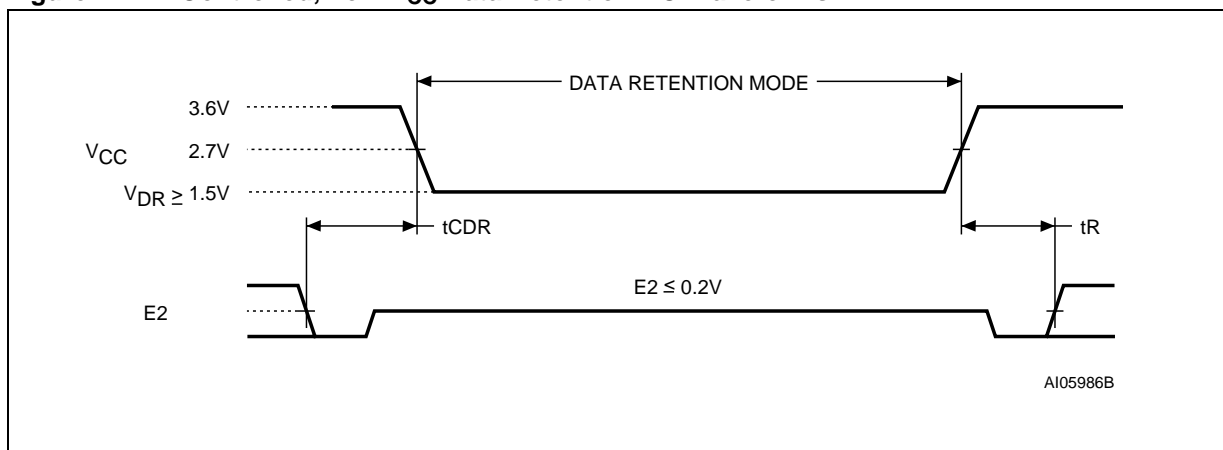 DATA RETENTION MODE
3.6V
VCC 2.7V
VDR ≥ 1.5V
tCDR
tR
E2 ≤ 0.2V
E2
AI05986B